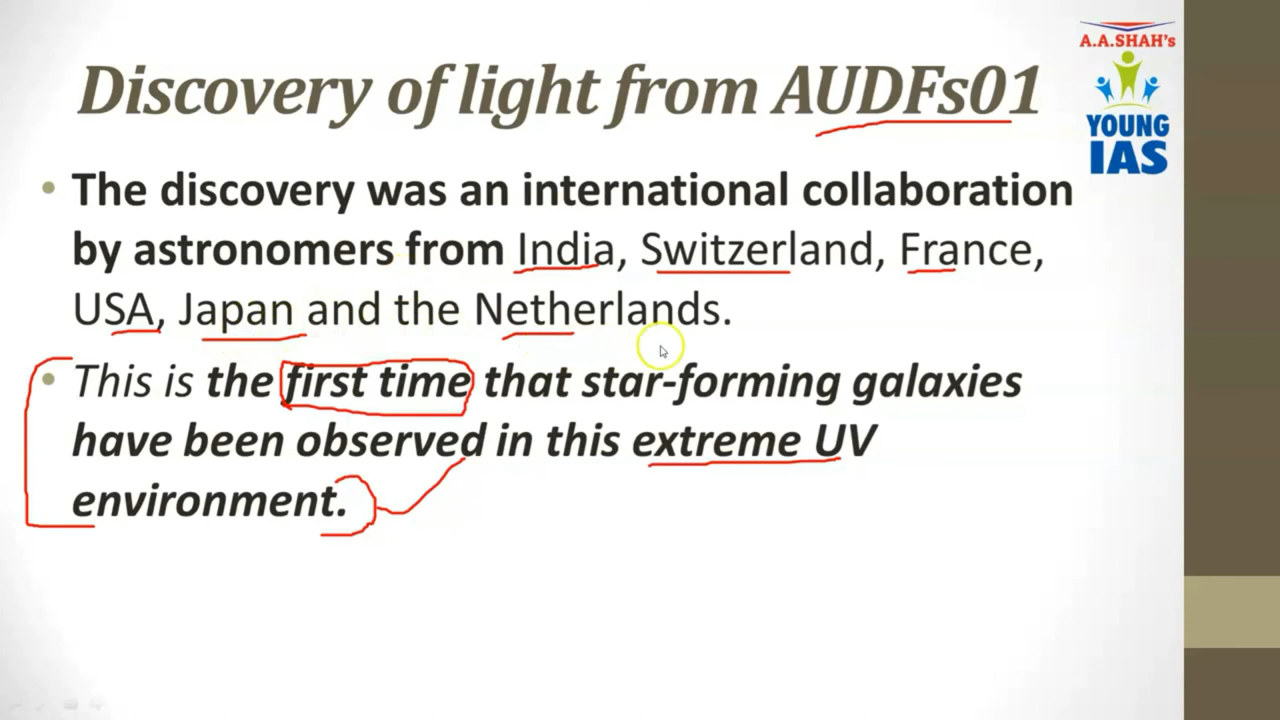 A.A.SHAH's
YOUNG
IAS
Discovery of light from AUDFs01
• The discovery was an international collaboration
by astronomers from India, Switzerland, France,
USA, Japan and the Netherlands.
• This is the first time that star-forming galaxies
have been observed in this extreme UV
environment.